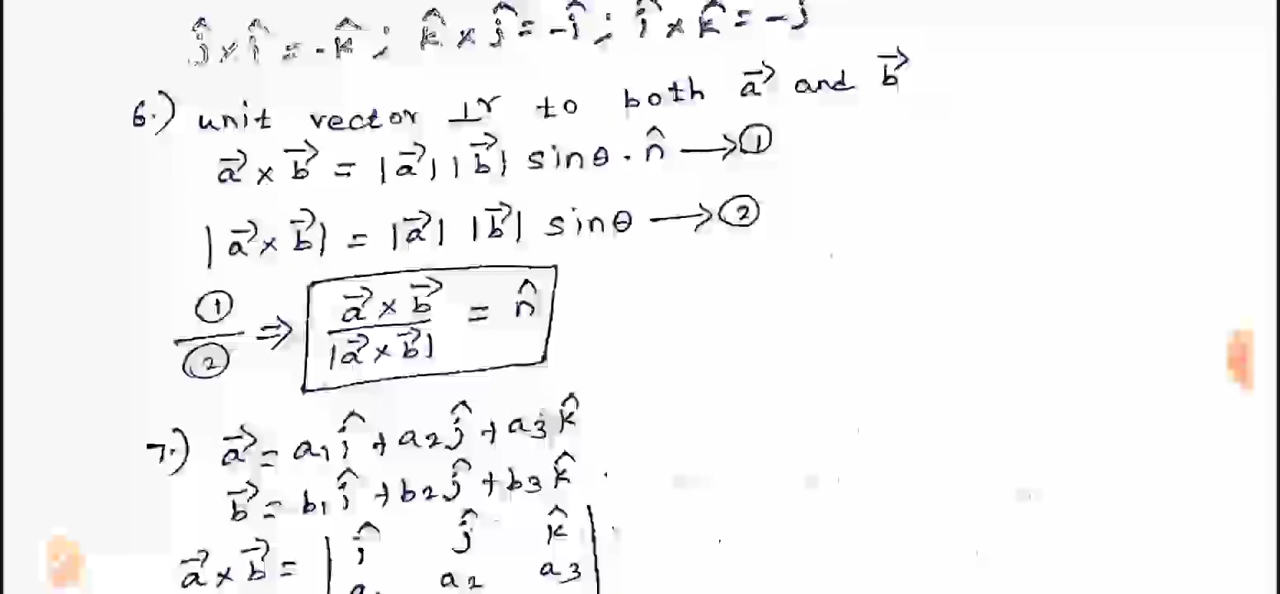 ĵ × î = -k̂ ; k̂ × ĵ = -î ; î × k̂ = -ĵ
6.) unit vector ⊥r to both a⃗ and b⃗
a⃗ × b⃗ = |a⃗| |b⃗| sinθ . n̂ → ①
|a⃗ × b⃗| = |a⃗| |b⃗| sinθ → ②
①/② ⇒ a⃗ × b⃗ / |a⃗ × b⃗| = n̂
7.) a⃗ = a₁î + a₂ĵ + a₃k̂
b⃗ = b₁î + b₂ĵ + b₃k̂ .
a⃗ × b⃗ = | î ĵ k̂ |
a₂ a₃